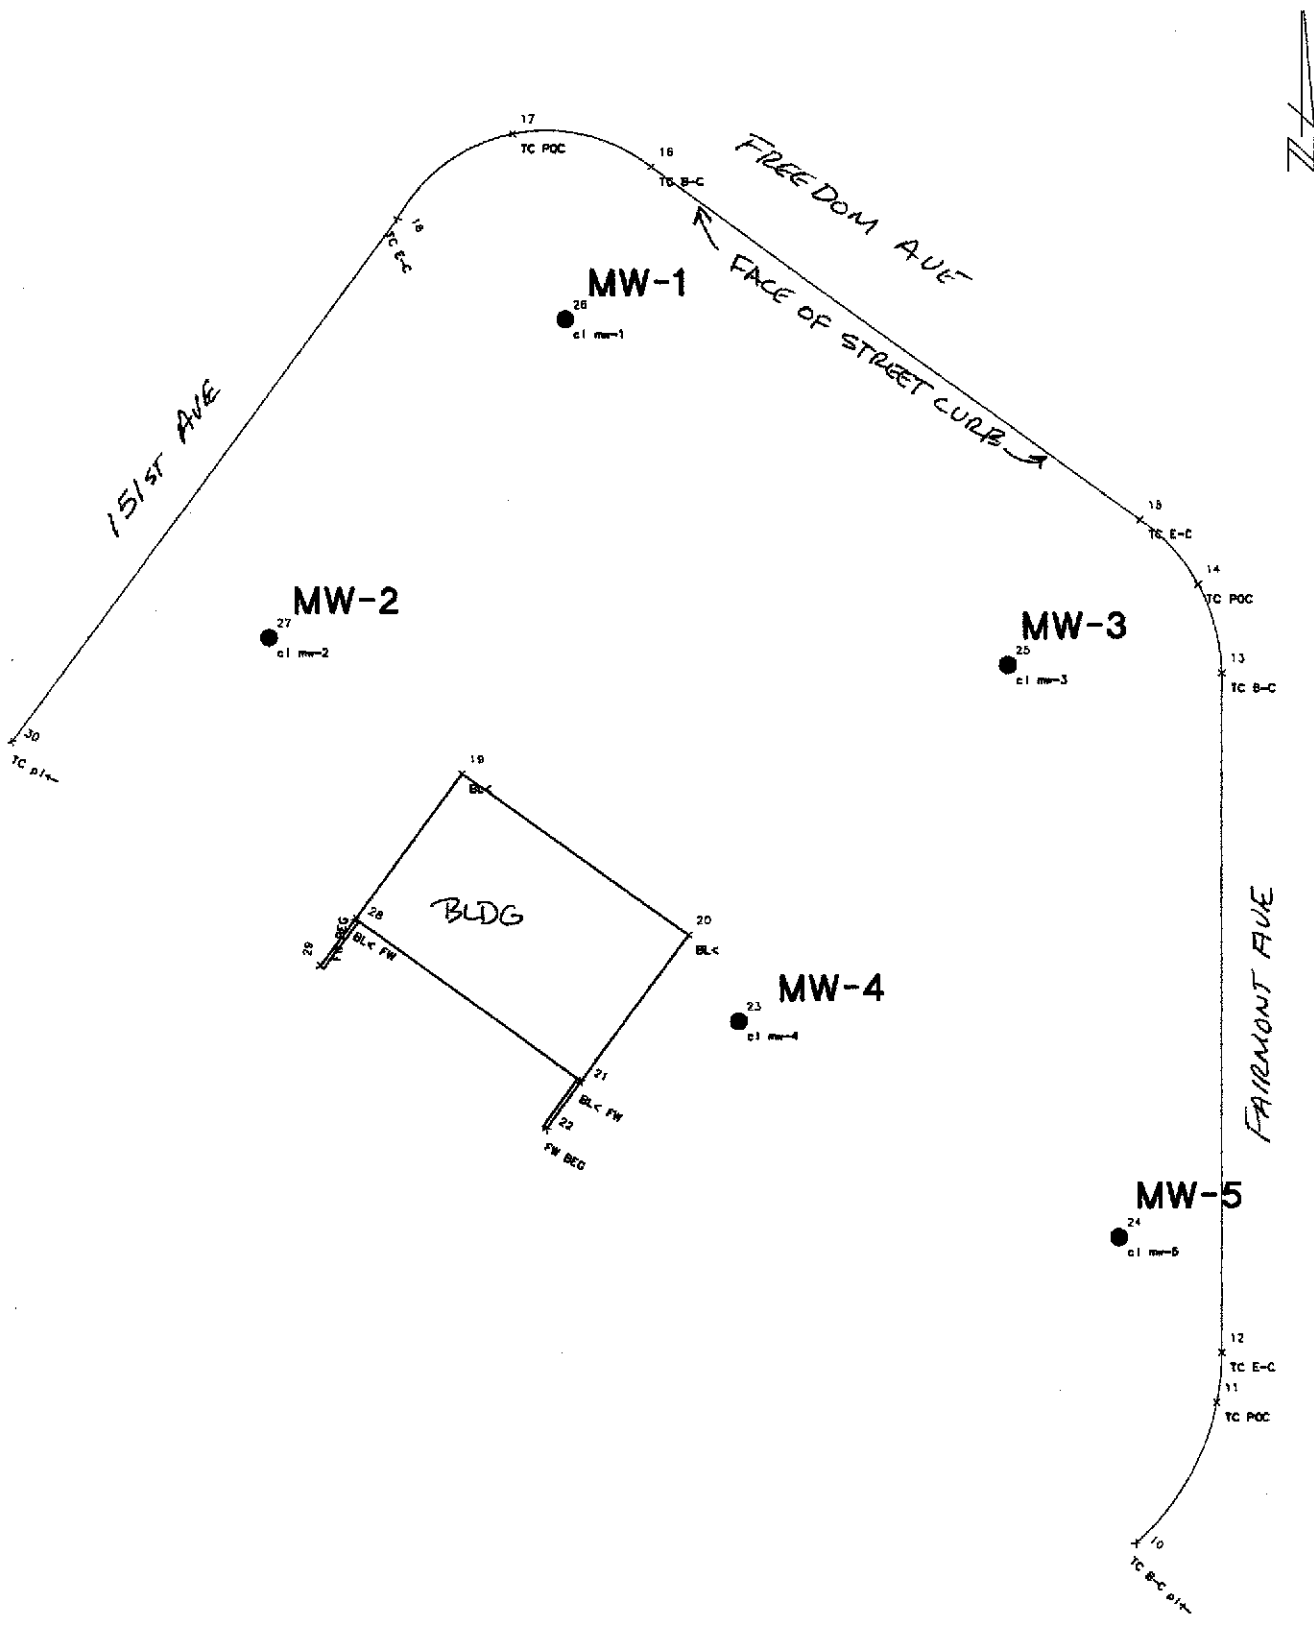 17
TC POC
16
TC B-C
FREEDOM AVE
18
TC E-C
MW-1
26
cl mw-1
FACE OF STREET CURB
151ST AVE
15
TC E-C
14
TC POC
MW-2
27
cl mw-2
MW-3
25
cl mw-3
13
TC B-C
30
TC
19
BL<
BLDG
28
BL< FW
29
FW BEG
20
BL<
MW-4
23
cl mw-4
21
BL< FW
22
FW BEG
FAIRMONT AVE
MW-5
24
cl mw-5
12
TC E-C
11
TC POC
10
TC B-C
N